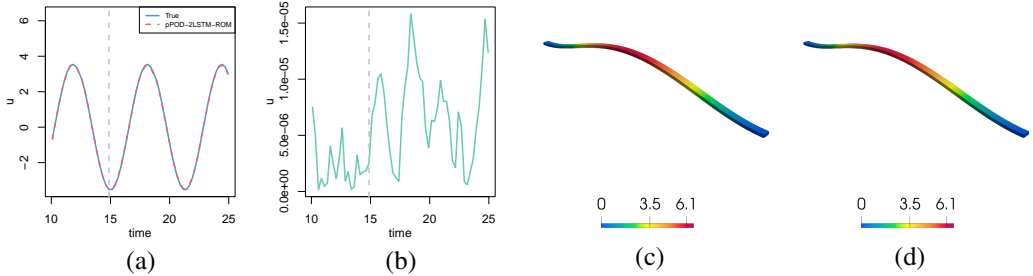 True
pPOD-2LSTM-ROM
u
6
4
2
0
−2
10
15
20
25
time
(a)
u
1.5e−05
1.0e−05
5.0e−06
0.0e+00
10
15
20
25
time
(b)
0 3.5 6.1
(c)
0 3.5 6.1
(d)